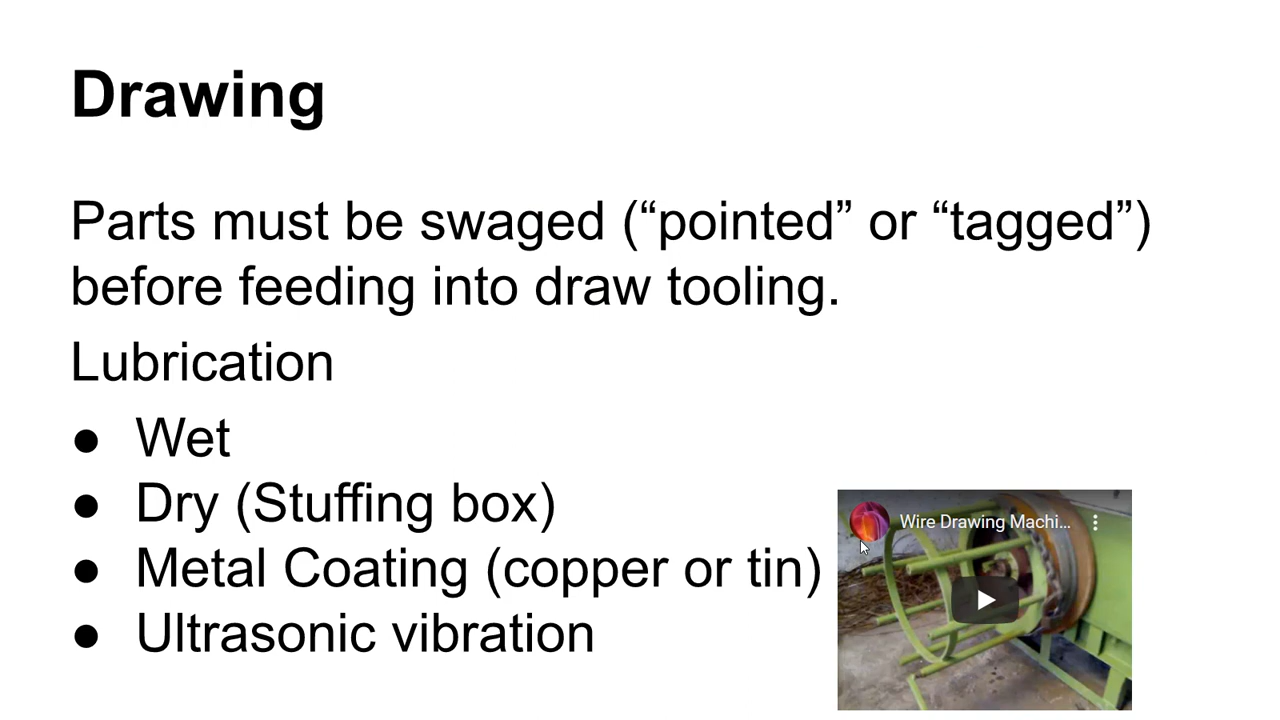 Drawing
Parts must be swaged (“pointed” or “tagged”)
before feeding into draw tooling.
Lubrication
● Wet
● Dry (Stuffing box)
● Metal Coating (copper or tin)
● Ultrasonic vibration
Wire Drawing Machi...